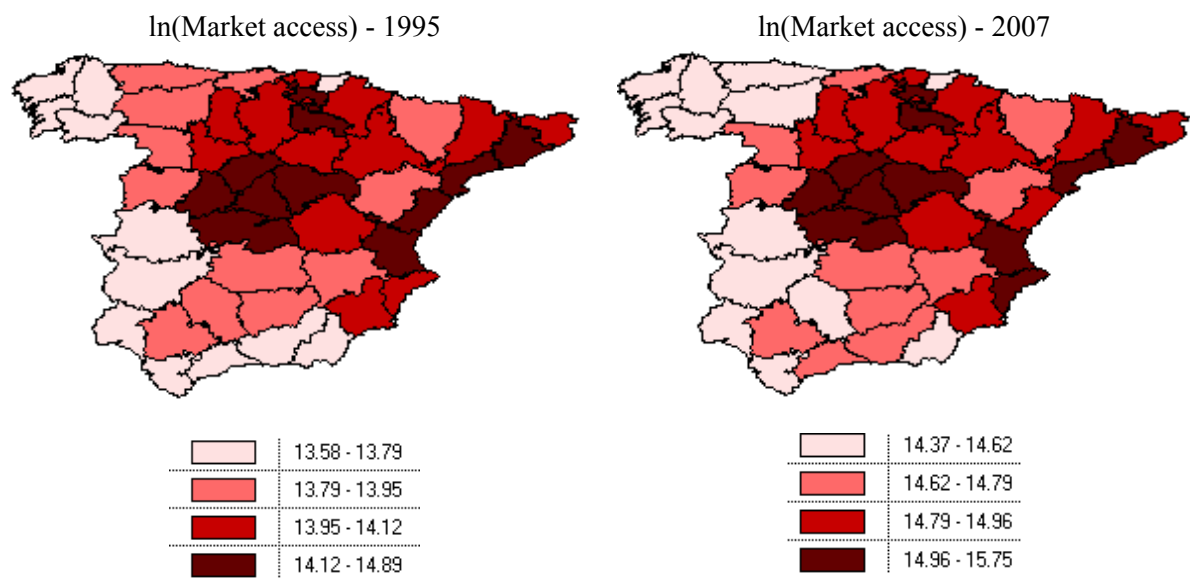 ln(Market access) - 1995
ln(Market access) - 2007
13.58 - 13.79
13.79 - 13.95
13.95 - 14.12
14.12 - 14.89
14.37 - 14.62
14.62 - 14.79
14.79 - 14.96
14.96 - 15.75